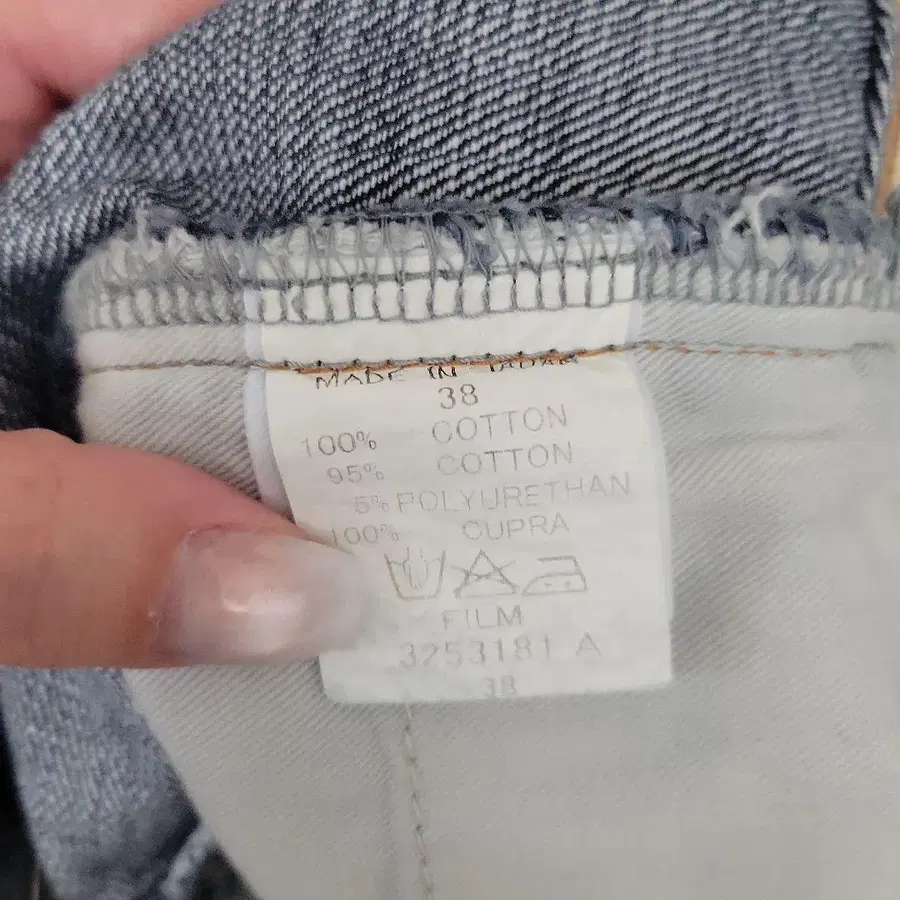 MADE IN JAPAN
38
100% COTTON
95% COTTON
5% POLYURETHAN
100% CUPRA
FILM
3253181 A
38